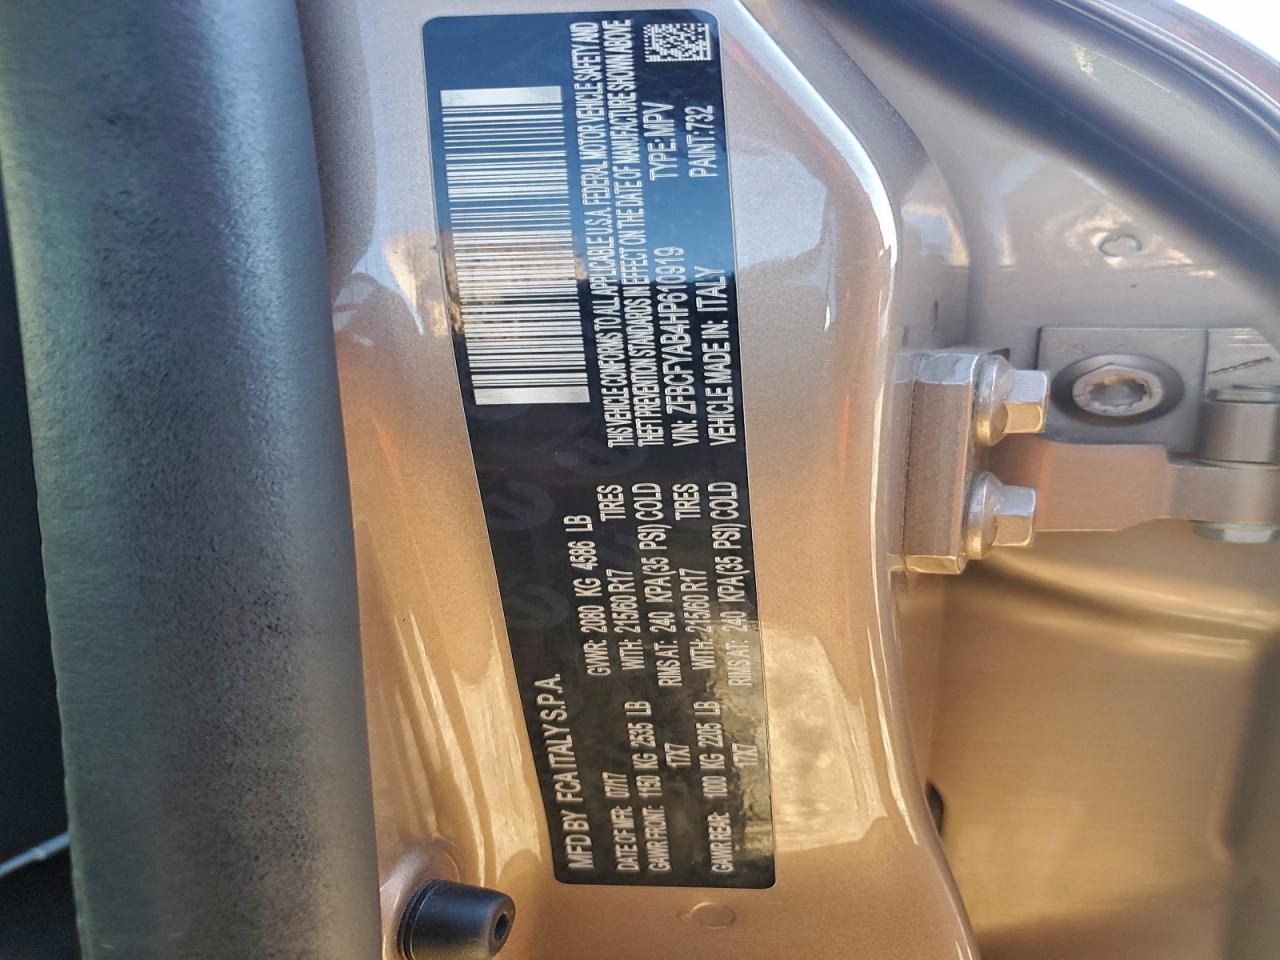 MFD BY FCA ITALY S.P.A.
DATE OF MFR: 07/17 GVWR: 2080 KG 4586 LB
GAWR FRONT: 1150 KG 2535 LB WITH: 215/60 R17 TIRES
17X7 RIMS AT: 240 KPA(35 PSI) COLD
GAWR REAR: 1000 KG 2205 LB WITH: 215/60 R17 TIRES
17X7 RIMS AT: 240 KPA(35 PSI) COLD
THIS VEHICLE CONFORMS TO ALL APPLICABLE U.S.A. FEDERAL MOTOR VEHICLE SAFETY AND
THEFT PREVENTION STANDARDS IN EFFECT ON THE DATE OF MANUFACTURE SHOWN ABOVE
VIN: ZFBCFYAB4HP610919 TYPE: MPV
VEHICLE MADE IN: ITALY PAINT: 732